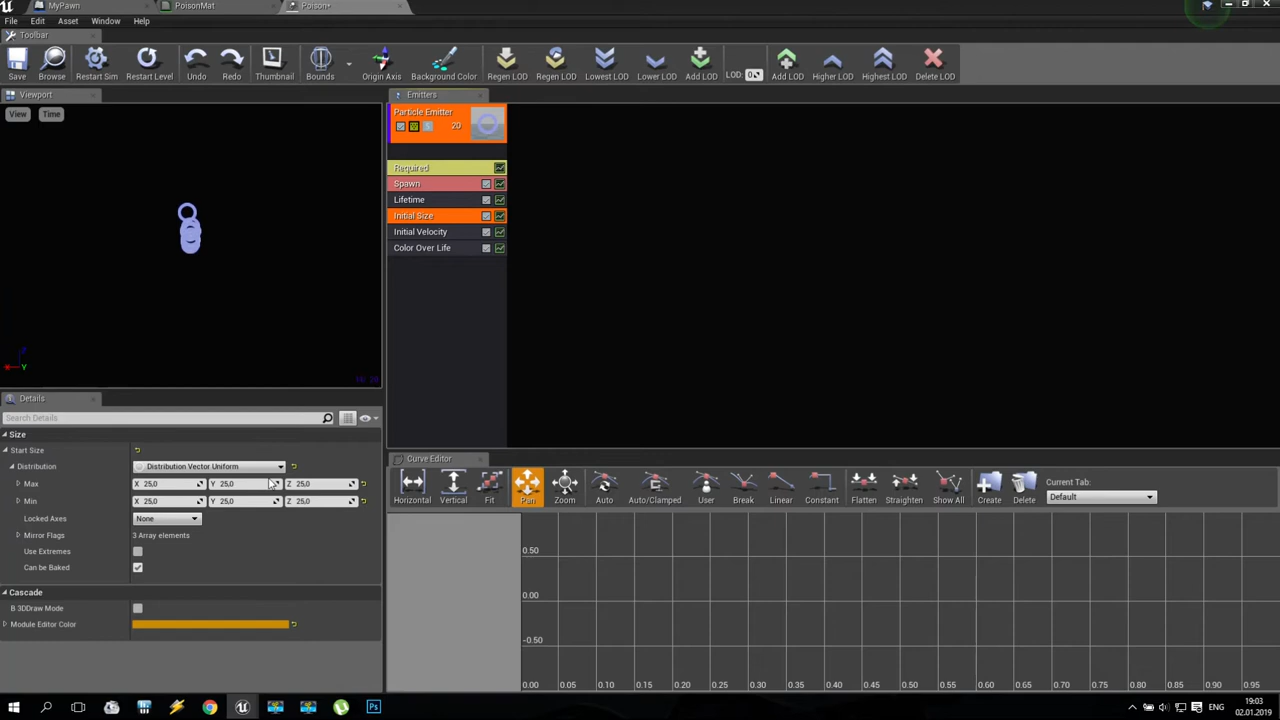 MyPawn PoisonMat Poison*
File Edit Asset Window Help
Toolbar
Save Browse Restart Sim Restart Level Undo Redo Thumbnail Bounds Origin Axis Background Color Regen LOD Regen LOD Lowest LOD Lower LOD Add LOD LOD: 0 Add LOD Higher LOD Highest LOD Delete LOD
Viewport
View Time
Emitters
Particle Emitter
20
Required
Spawn
Lifetime
Initial Size
Initial Velocity
Color Over Life
Y
Details
Search Details
Size
Start Size
Distribution Distribution Vector Uniform
Max X 25,0 Y 25,0 Z 25,0
Min X 25,0 Y 25,0 Z 25,0
Locked Axes None
Mirror Flags 3 Array elements
Use Extremes
Can be Baked
Cascade
B 3DDraw Mode
Module Editor Color
Curve Editor
Horizontal Vertical Fit Pan Zoom Auto Auto/Clamped User Break Linear Constant Flatten Straighten Show All Create Delete
Current Tab:
Default
0.50
0.00
-0.50
0.00 0.05 0.10 0.15 0.20 0.25 0.30 0.35 0.40 0.45 0.50 0.55 0.60 0.65 0.70 0.75 0.80 0.85 0.90 0.95
Ps
ENG
19:03
02.01.2019